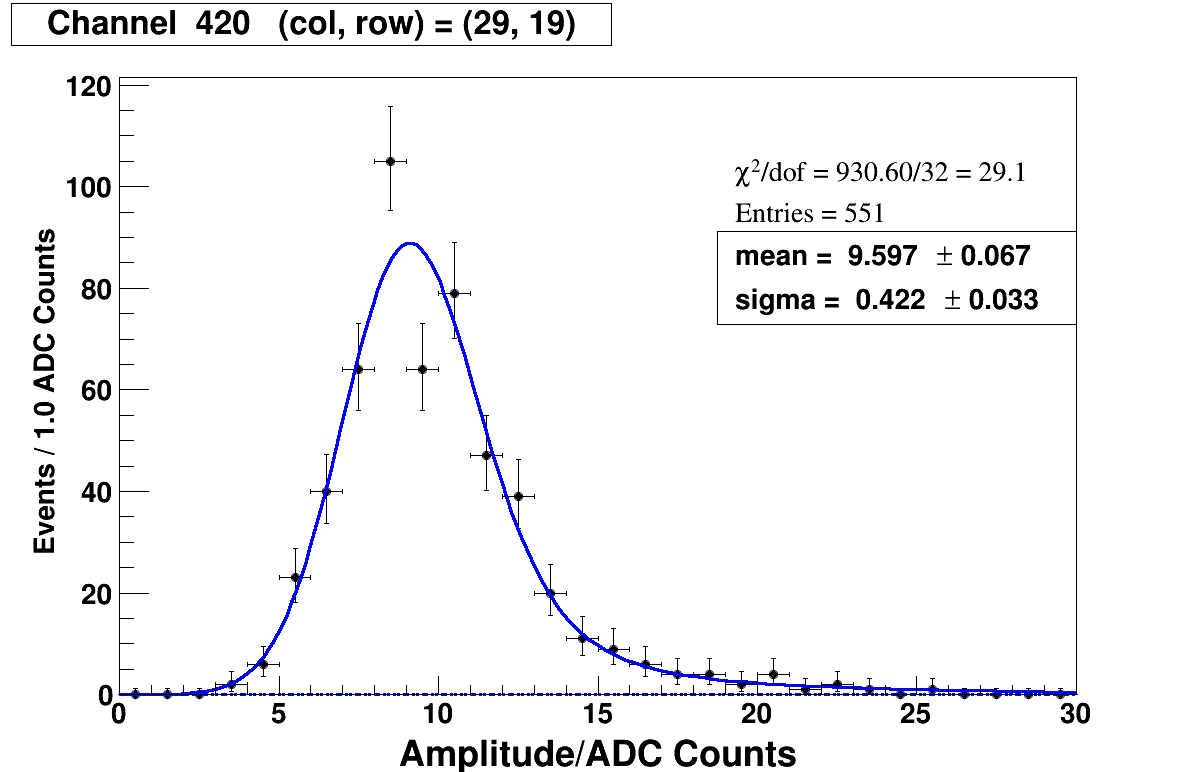 Channel 420 (col, row) = (29, 19)
120
100
80
60
40
20
0
Events / 1.0 ADC Counts
χ²/dof = 930.60/32 = 29.1
Entries = 551
mean = 9.597 ± 0.067
sigma = 0.422 ± 0.033
0 5 10 15 20 25 30
Amplitude/ADC Counts